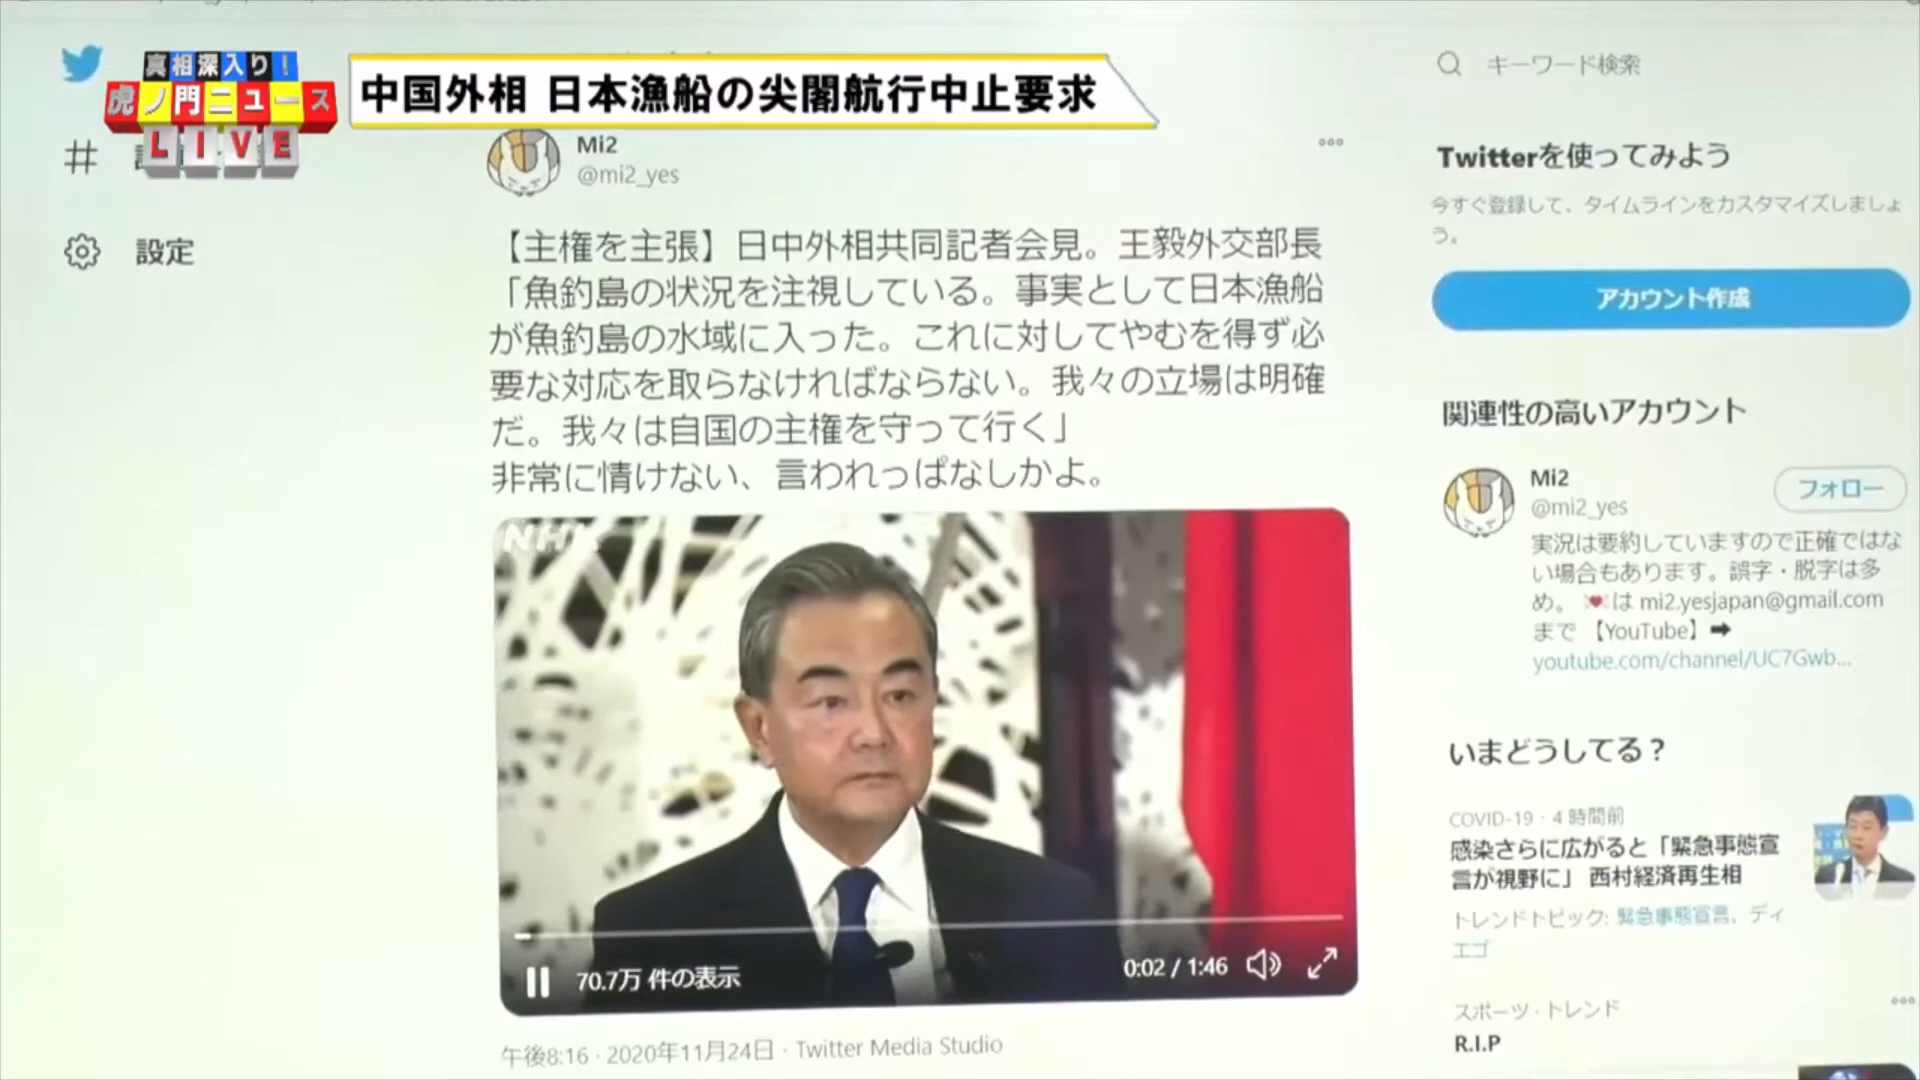 真相深入り!
虎ノ門ニュース
LIVE
中国外相 日本漁船の尖閣航行中止要求
キーワード検索
Mi2
@mi2_yes
設定
【主権を主張】日中外相共同記者会見。王毅外交部長
「魚釣島の状況を注視している。事実として日本漁船
が魚釣島の水域に入った。これに対してやむを得ず必
要な対応を取らなければならない。我々の立場は明確
だ。我々は自国の主権を守って行く」
非常に情けない、言われっぱなしかよ。
NHK
70.7万 件の表示
0:02 / 1:46
午後8:16 · 2020年11月24日 · Twitter Media Studio
Twitterを使ってみよう
今すぐ登録して、タイムラインをカスタマイズしましょ
う。
アカウント作成
関連性の高いアカウント
Mi2
@mi2_yes
フォロー
実況は要約していますので正確ではな
い場合もあります。誤字・脱字は多
め。 💌は mi2.yesjapan@gmail.com
まで 【YouTube】➡
youtube.com/channel/UC7Gwb...
いまどうしてる?
COVID-19 · 4 時間前
感染さらに広がると「緊急事態宣
言が視野に」 西村経済再生相
トレンドトピック: 緊急事態宣言、ディ
エゴ
スポーツ · トレンド
R.I.P